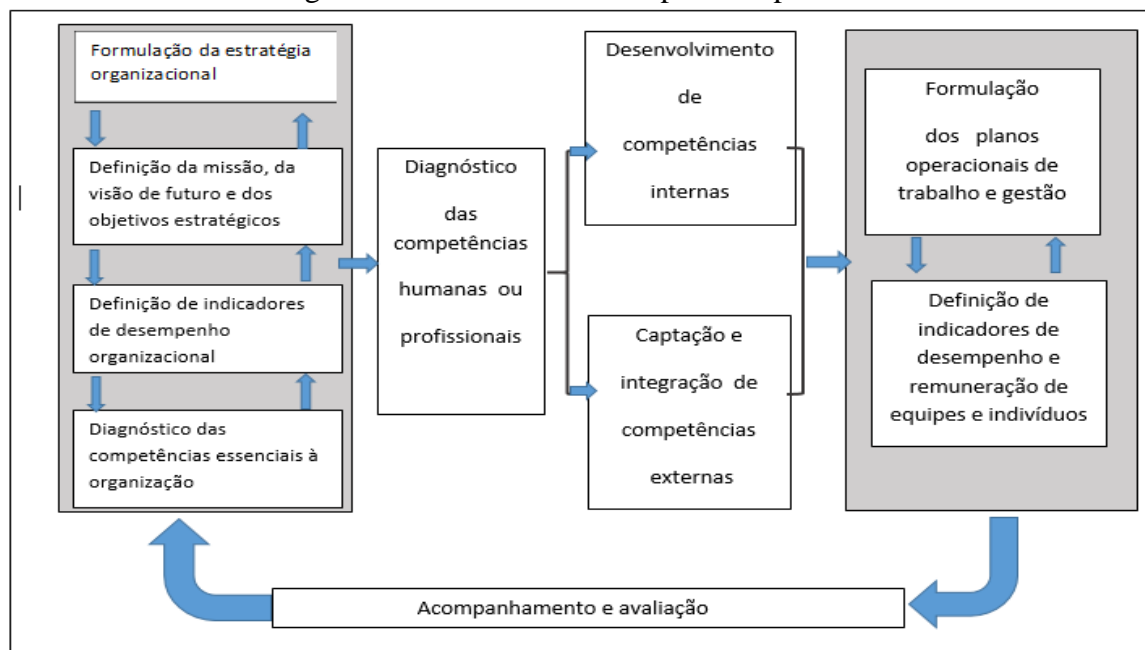 Formulação da estratégia
organizacional
Definição da missão, da
visão de futuro e dos
objetivos estratégicos
Definição de indicadores
de desempenho
organizacional
Diagnóstico das
competências essenciais à
organização
Diagnóstico
das
competências
humanas ou
profissionais
Desenvolvimento
de
competências
internas
Captação e
integração de
competências
externas
Formulação
dos planos
operacionais de
trabalho e gestão
Definição de
indicadores de
desempenho e
remuneração de
equipes e indivíduos
Acompanhamento e avaliação